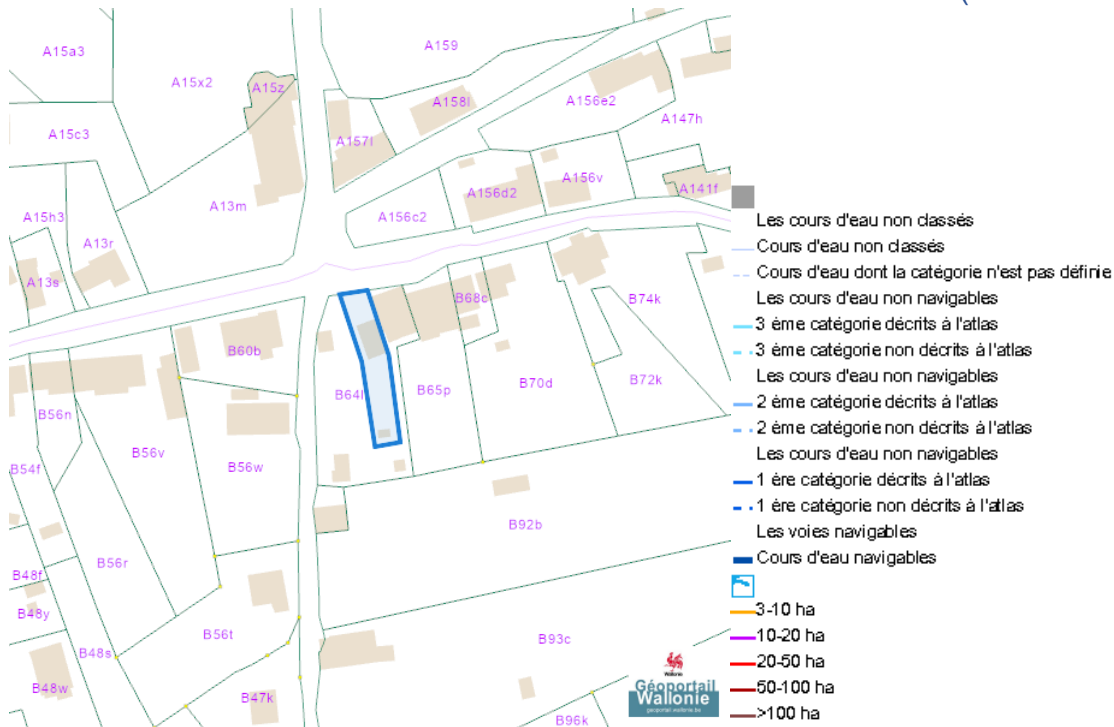 A15a3
A159
A15x2
A15z
A158l
A156e2
A15c3
A157l
A147h
A156v
A156d2
A141f
A13m
A15h3
A156c2
A13r
A13s
B68c
B74k
B60b
B64l
B65p
B70d
B72k
B56n
B56v
B56w
B54f
B92b
B56r
B48f
B48y
B56t
B93c
B48s
B48w
B47k
B96k
Wallonie
Géoportail
Wallonie
geoportail.wallonie.be
Les cours d'eau non classés
Cours d'eau non classés
Cours d'eau dont la catégorie n'est pas définie
Les cours d'eau non navigables
3 ème catégorie décrits à l'atlas
3 ème catégorie non décrits à l'atlas
Les cours d'eau non navigables
2 ème catégorie décrits à l'atlas
2 ème catégorie non décrits à l'atlas
Les cours d'eau non navigables
1 ère catégorie décrits à l'atlas
1 ère catégorie non décrits à l'atlas
Les voies navigables
Cours d'eau navigables
3-10 ha
10-20 ha
20-50 ha
50-100 ha
>100 ha